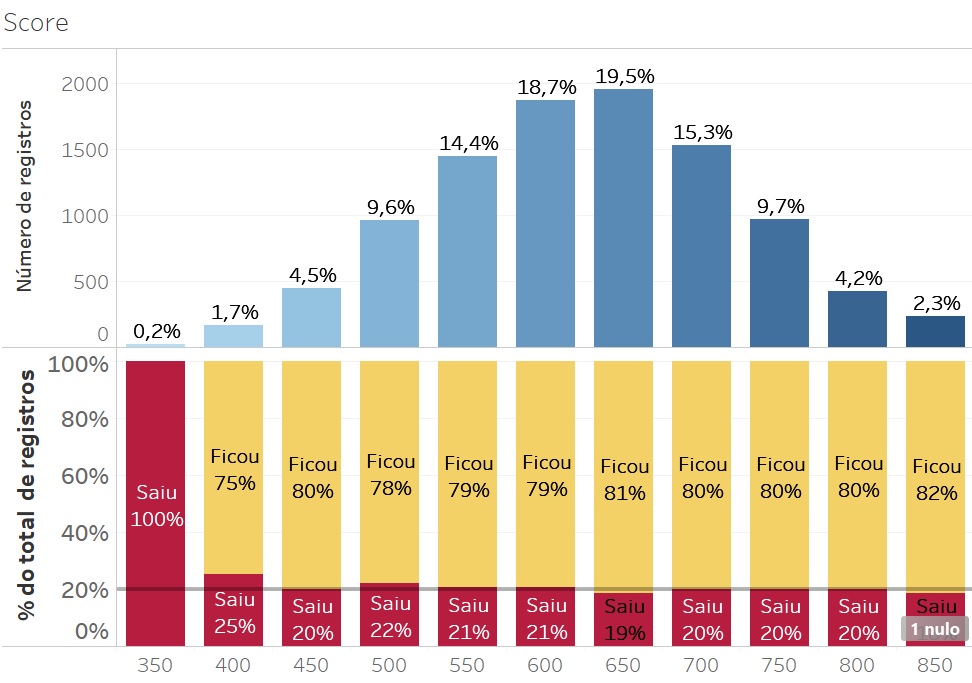 Score
Número de registros
2000
1500
1000
500
0
0,2%
1,7%
4,5%
9,6%
14,4%
18,7%
19,5%
15,3%
9,7%
4,2%
2,3%
% do total de registros
100%
80%
60%
40%
20%
0%
Saiu
100%
Ficou
75%
Saiu
25%
Ficou
80%
Saiu
20%
Ficou
78%
Saiu
22%
Ficou
79%
Saiu
21%
Ficou
79%
Saiu
21%
Ficou
81%
Saiu
19%
Ficou
80%
Saiu
20%
Ficou
80%
Saiu
20%
Ficou
80%
Saiu
20%
Ficou
82%
Saiu
1 nulo
350 400 450 500 550 600 650 700 750 800 850